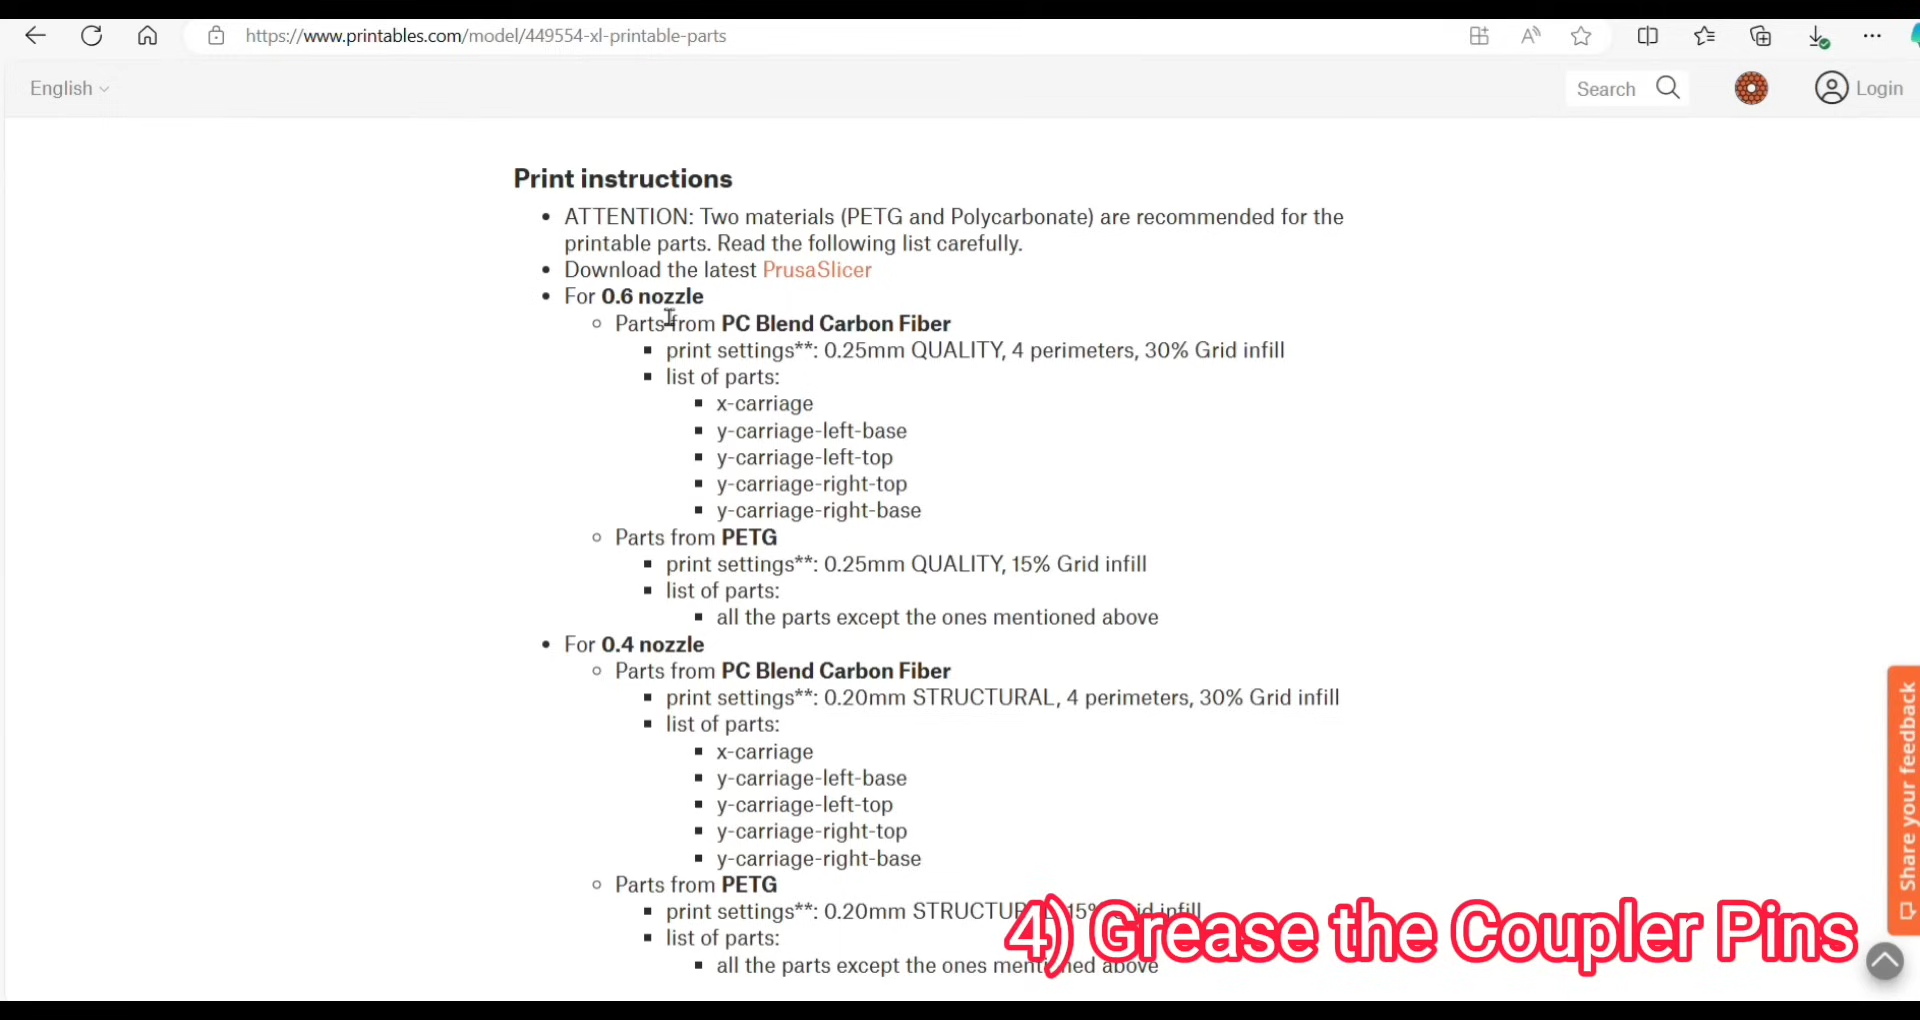 https://www.printables.com/model/449554-xl-printable-parts
English
Search
Login
Print instructions
ATTENTION: Two materials (PETG and Polycarbonate) are recommended for the
printable parts. Read the following list carefully.
Download the latest PrusaSlicer
For 0.6 nozzle
Parts from PC Blend Carbon Fiber
print settings**: 0.25mm QUALITY, 4 perimeters, 30% Grid infill
list of parts:
x-carriage
y-carriage-left-base
y-carriage-left-top
y-carriage-right-top
y-carriage-right-base
Parts from PETG
print settings**: 0.25mm QUALITY, 15% Grid infill
list of parts:
all the parts except the ones mentioned above
For 0.4 nozzle
Parts from PC Blend Carbon Fiber
print settings**: 0.20mm STRUCTURAL, 4 perimeters, 30% Grid infill
list of parts:
x-carriage
y-carriage-left-base
y-carriage-left-top
y-carriage-right-top
y-carriage-right-base
Parts from PETG
print settings**: 0.20mm STRUCTURAL, 15% Grid infill
list of parts:
all the parts except the ones mentioned above
4) Grease the Coupler Pins
Share your feedback